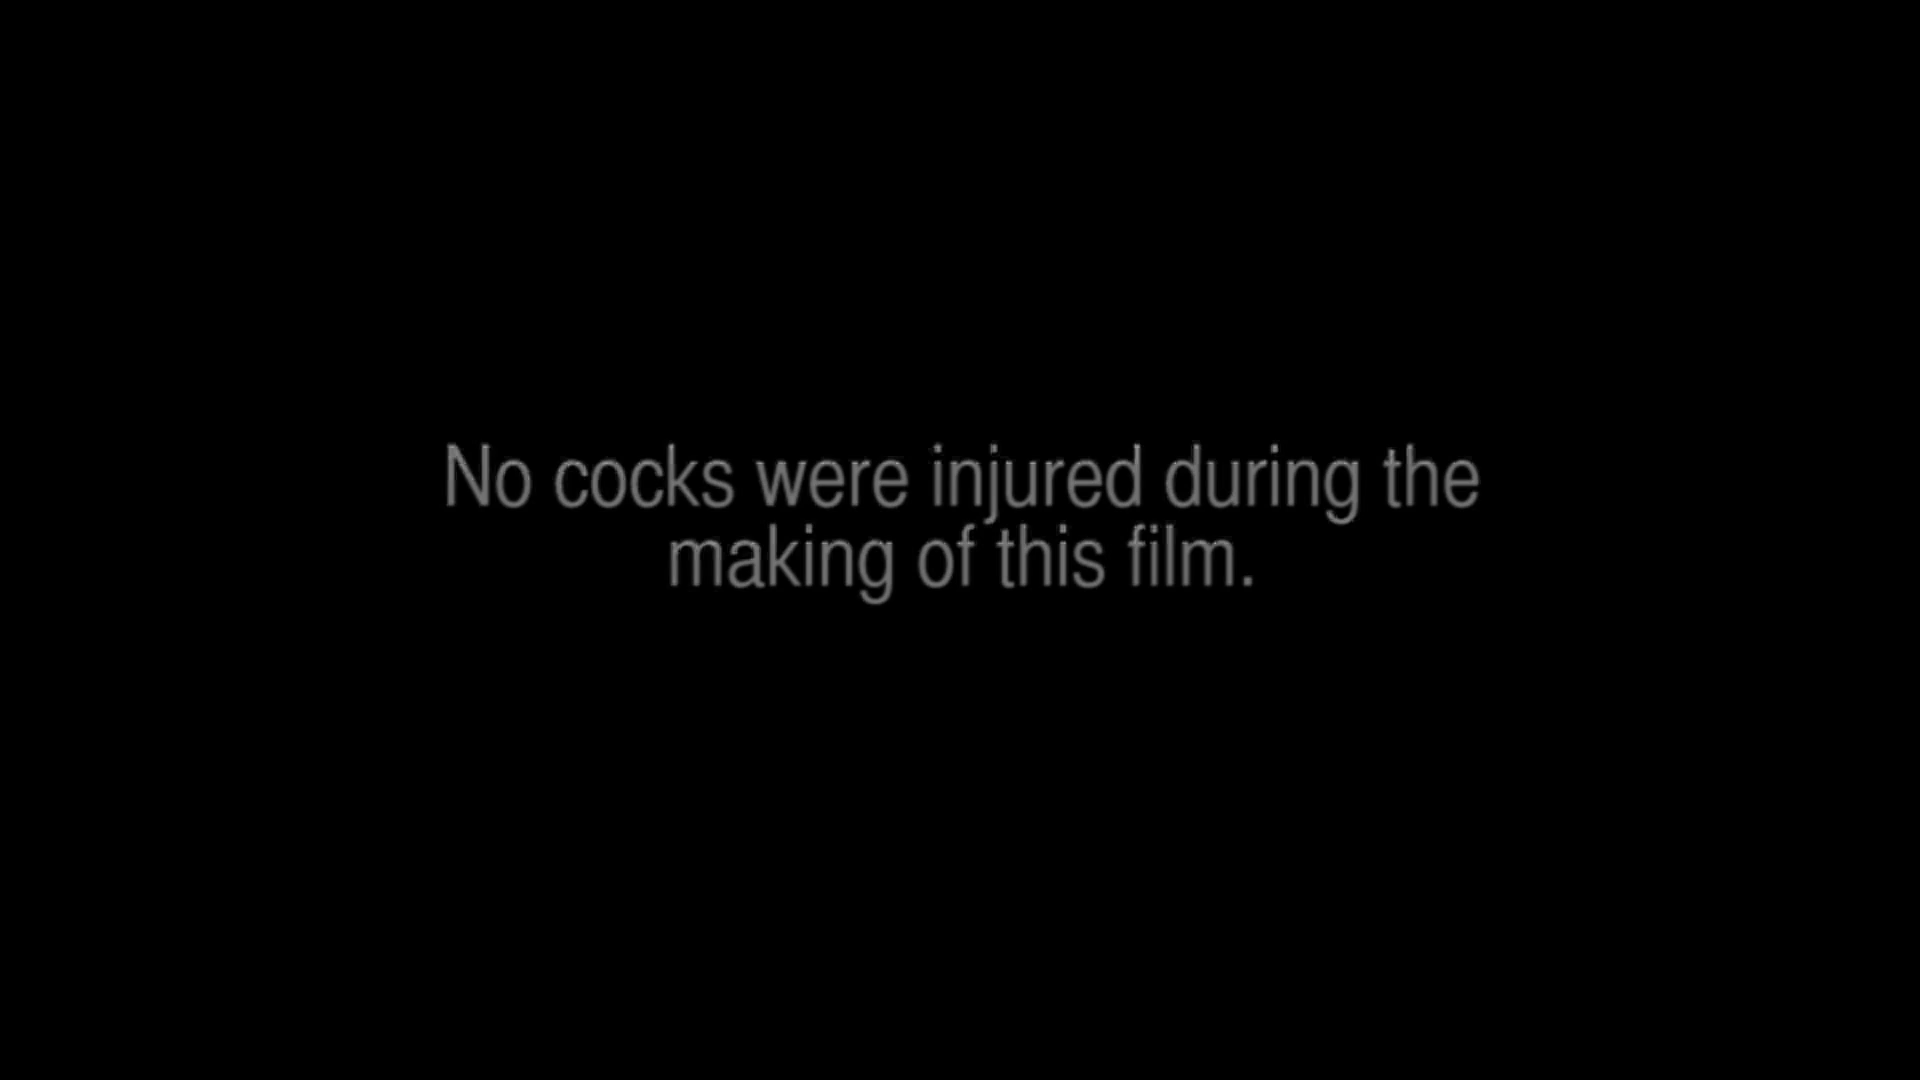 No cocks were injured during the
making of this film.